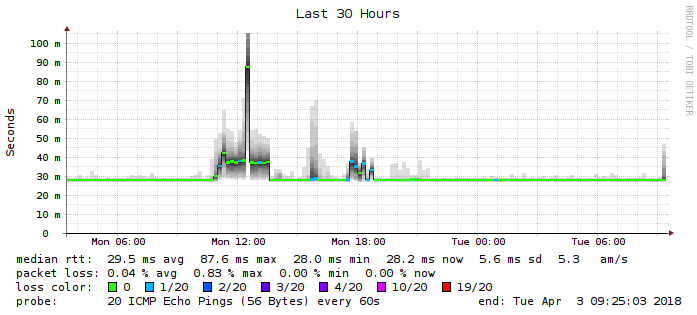 Last 30 Hours
RRDTOOL / TOBI OETIKER
Seconds
100 m
90 m
80 m
70 m
60 m
50 m
40 m
30 m
20 m
10 m
0
Mon 06:00 Mon 12:00 Mon 18:00 Tue 00:00 Tue 06:00
median rtt: 29.5 ms avg 87.6 ms max 28.0 ms min 28.2 ms now 5.6 ms sd 5.3 am/s
packet loss: 0.04 % avg 0.83 % max 0.00 % min 0.00 % now
loss color: 0 1/20 2/20 3/20 4/20 10/20 19/20
probe: 20 ICMP Echo Pings (56 Bytes) every 60s end: Tue Apr 3 09:25:03 2018